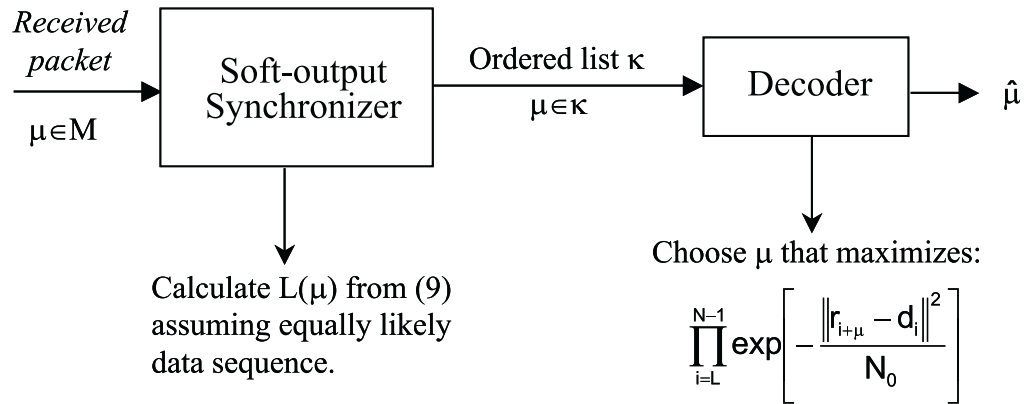 Received
packet
μ∈M
Soft-output
Synchronizer
Ordered list κ
μ∈κ
Decoder
μ̂
Calculate L(μ) from (9)
assuming equally likely
data sequence.
Choose μ that maximizes:
∏_{i=L}^{N−1} exp[ − ‖r_{i+μ} − d_i‖² / N₀ ]